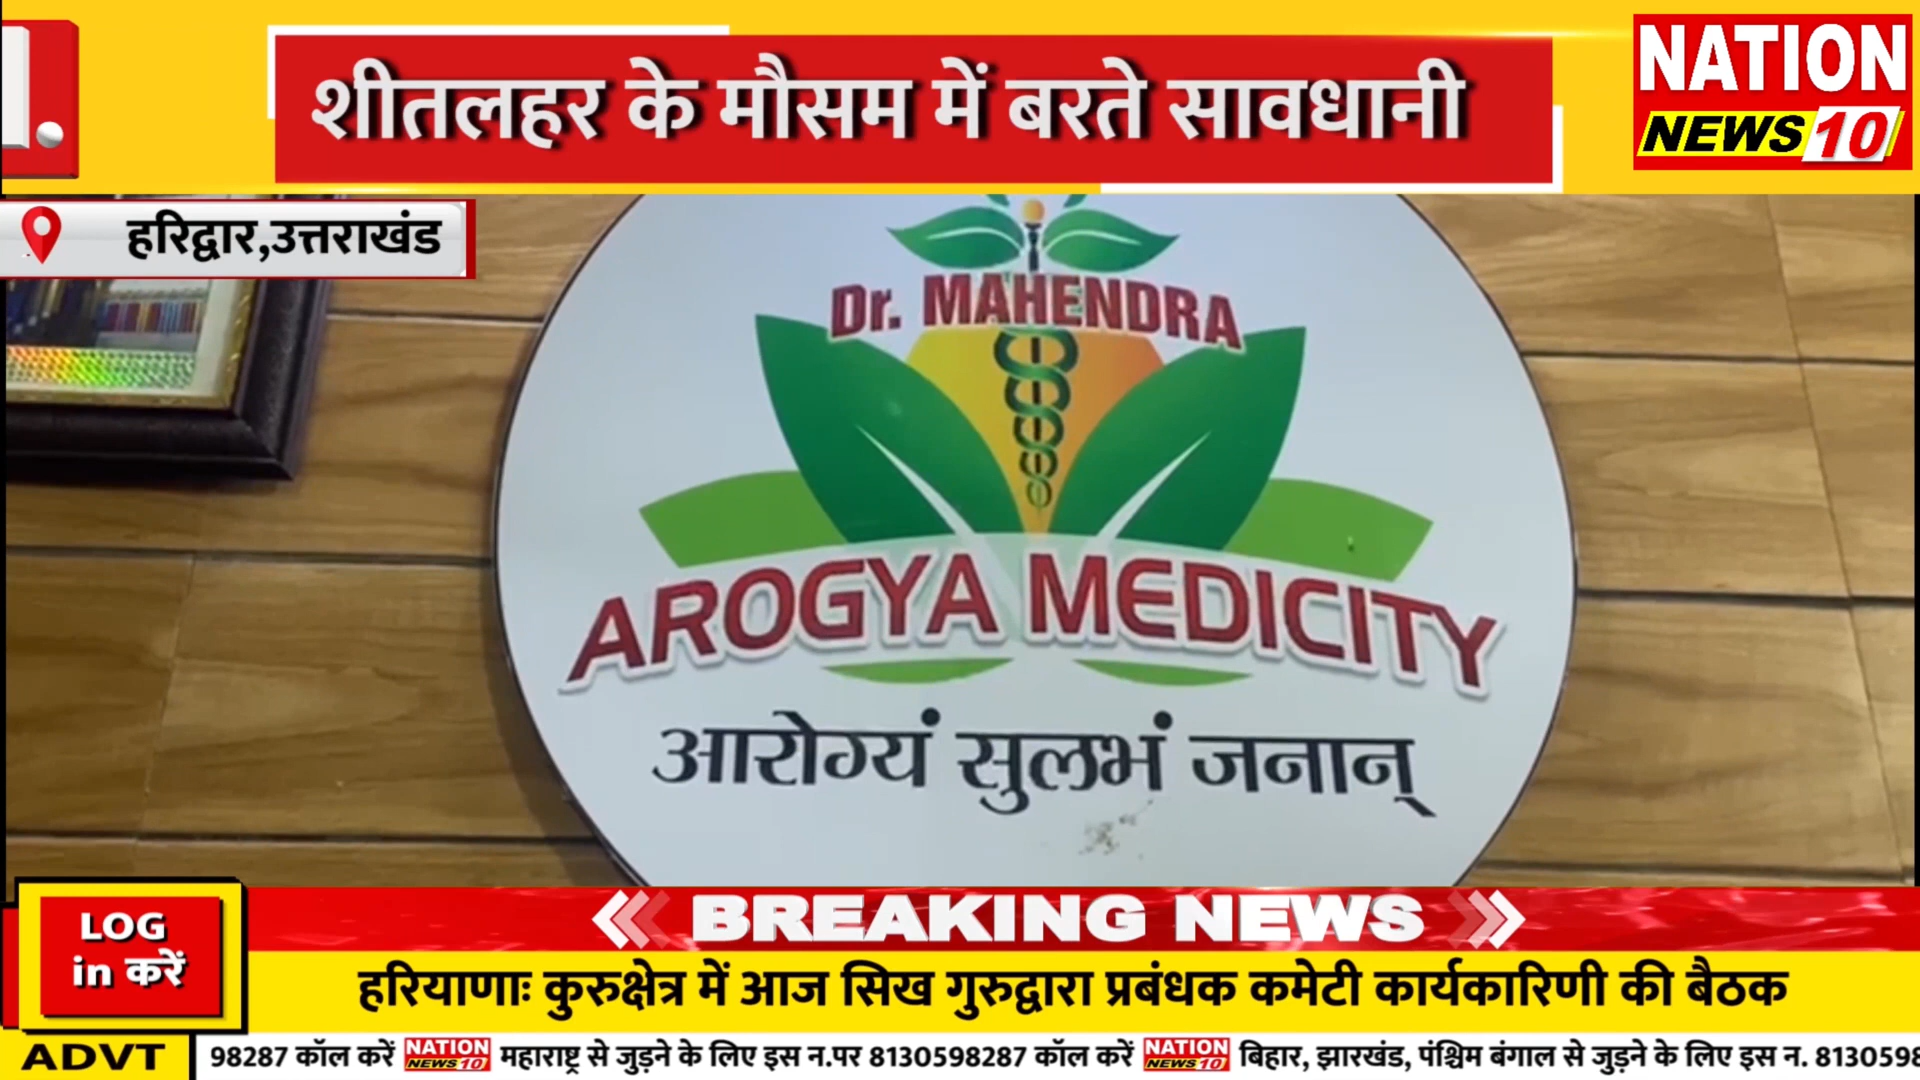 शीतलहर के मौसम में बरते सावधानी
NATION
NEWS 10
हरिद्वार,उत्तराखंड
Dr. MAHENDRA
AROGYA MEDICITY
आरोग्यं सुलभं जनान्
BREAKING NEWS
LOG
in करें
हरियाणाः कुरुक्षेत्र में आज सिख गुरुद्वारा प्रबंधक कमेटी कार्यकारिणी की बैठक
ADVT
98287 कॉल करें NATION NEWS 10 महाराष्ट्र से जुड़ने के लिए इस न.पर 8130598287 कॉल करें NATION NEWS 10 बिहार, झारखंड, पश्चिम बंगाल से जुड़ने के लिए इस न. 813059